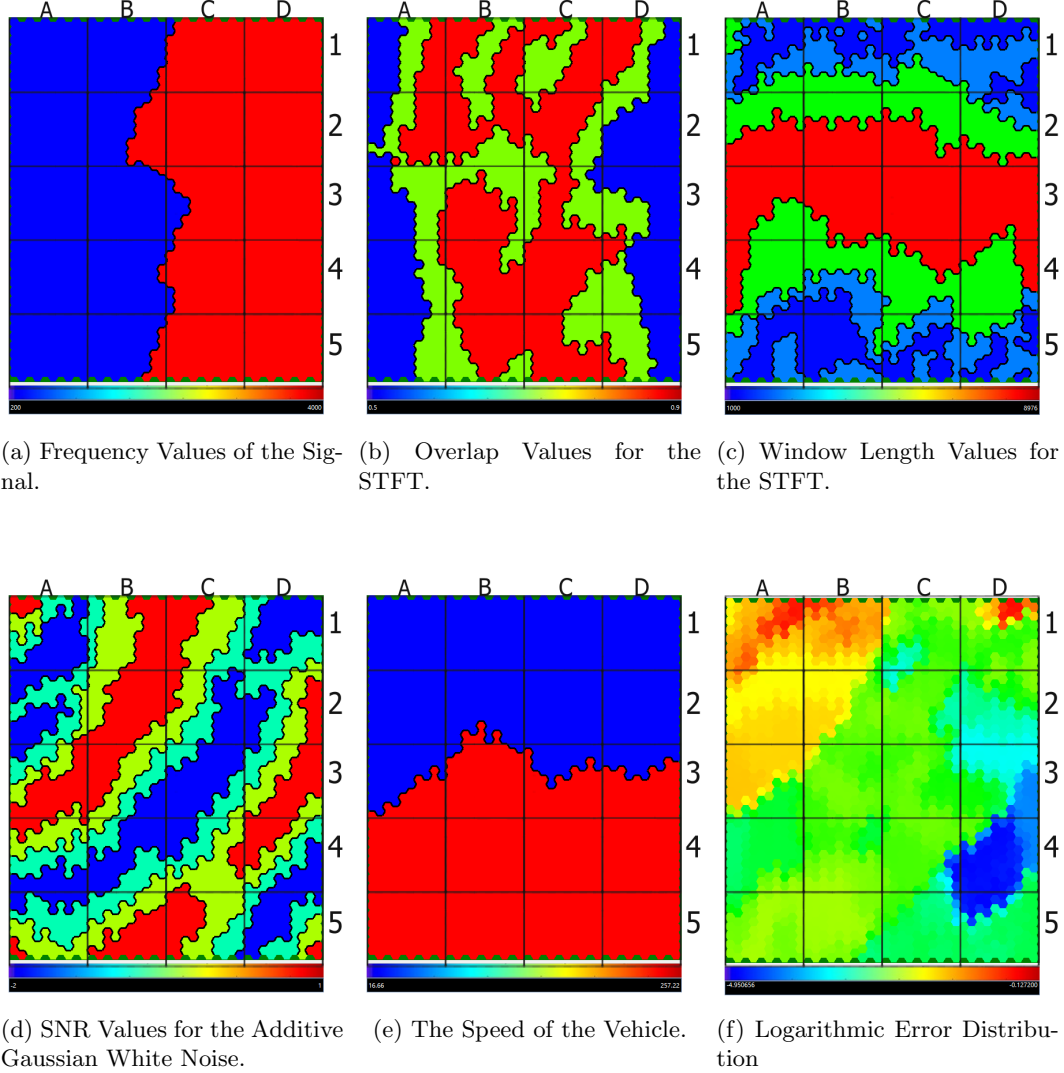 A B C D A B C D A B C D
1 1 1
2 2 2
3 3 3
4 4 4
5 5 5
200 4000 0.5 0.9 1000 8976
(a) Frequency Values of the Sig- (b) Overlap Values for the (c) Window Length Values for
nal. STFT. the STFT.
A B C D A B C D A B C D
1 1 1
2 2 2
3 3 3
4 4 4
5 5 5
-2 1 16.66 257.22 -4.950656 -0.127200
(d) SNR Values for the Additive (e) The Speed of the Vehicle. (f) Logarithmic Error Distribu-
Gaussian White Noise. tion